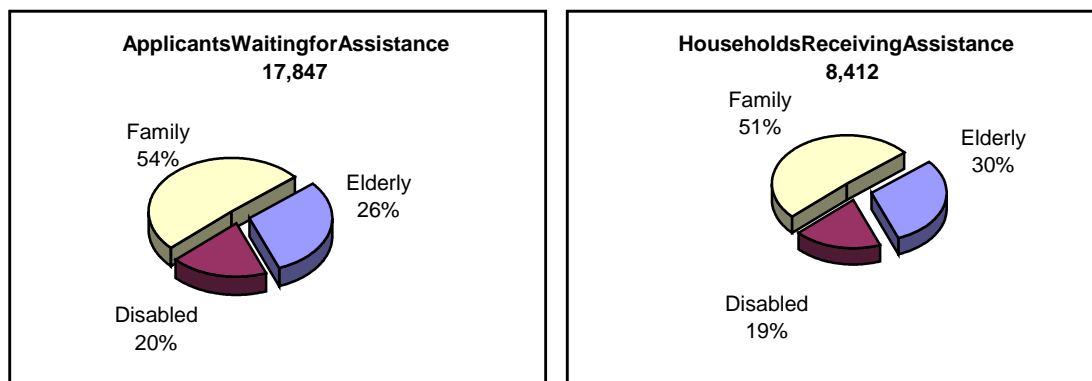 ApplicantsWaitingforAssistance
17,847
Family
54%
Elderly
26%
Disabled
20%
HouseholdsReceivingAssistance
8,412
Family
51%
Elderly
30%
Disabled
19%